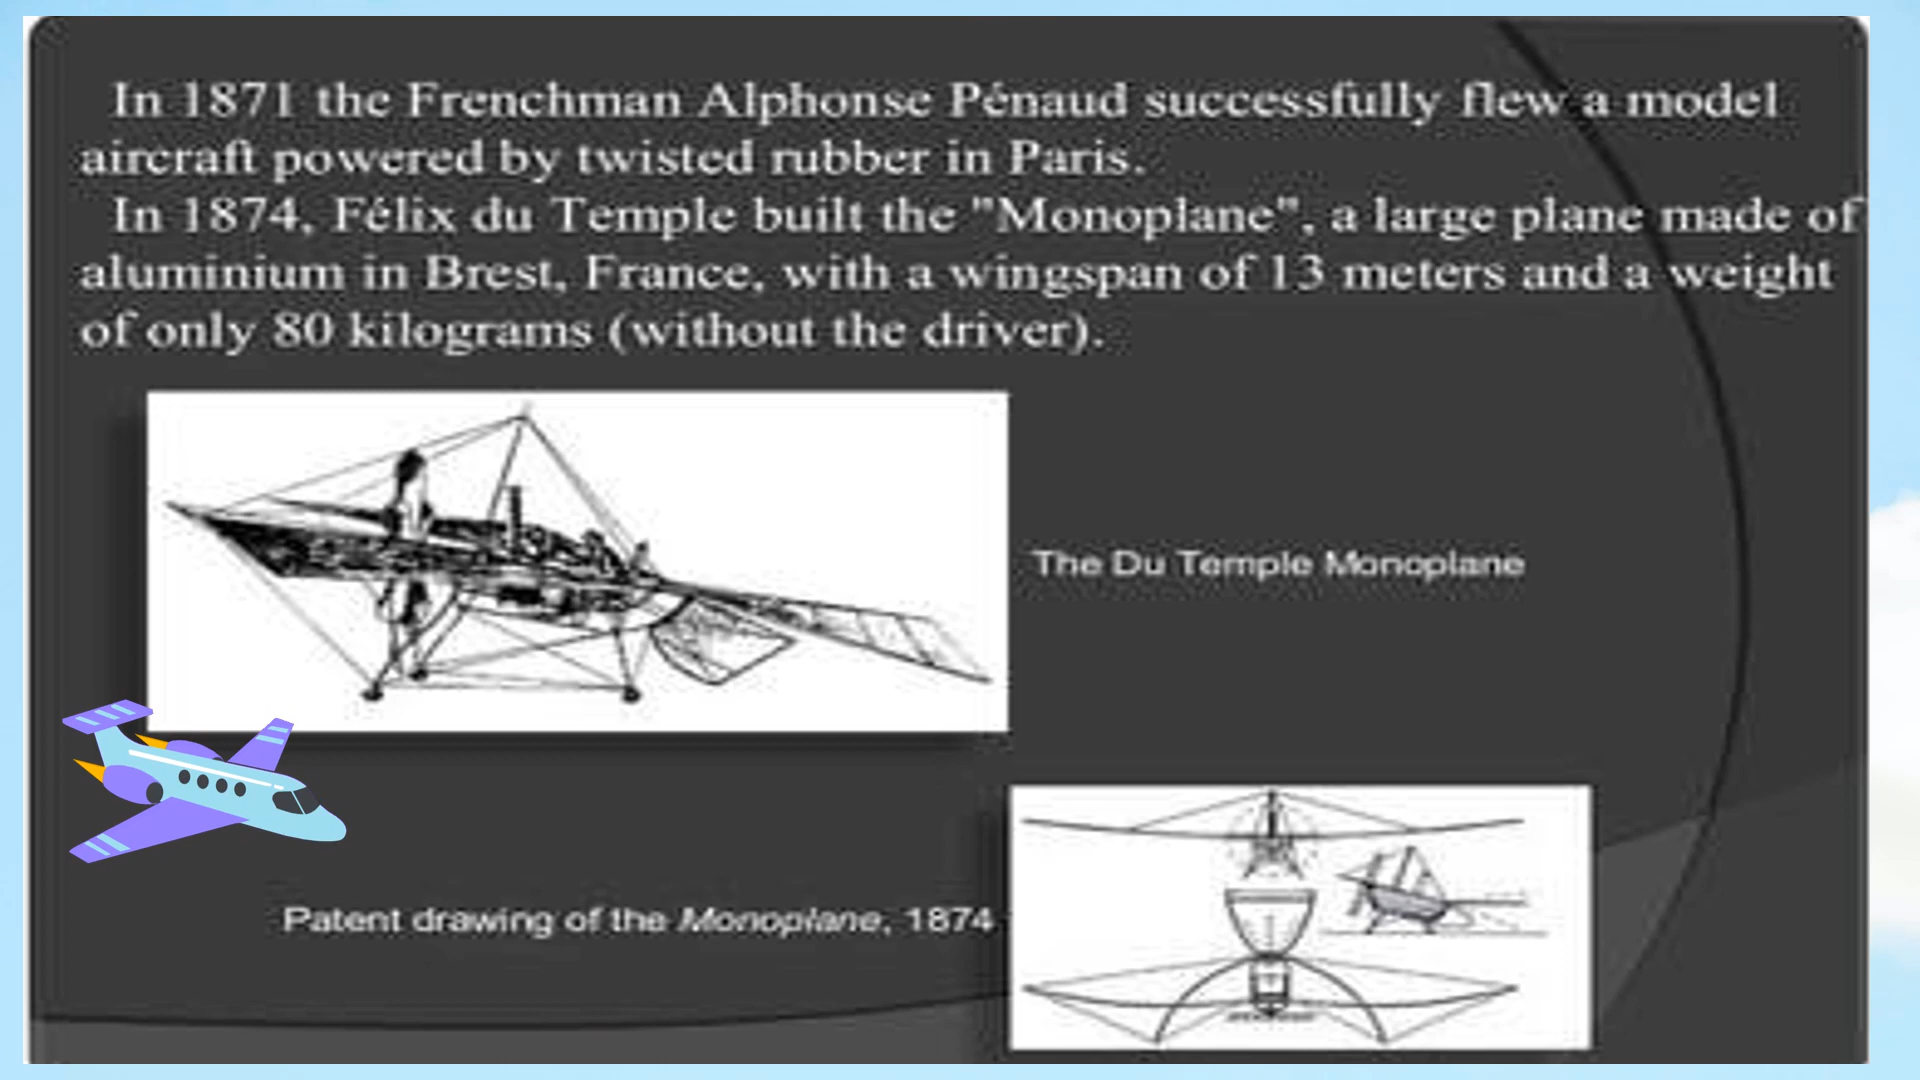 In 1871 the Frenchman Alphonse Pénaud successfully flew a model
aircraft powered by twisted rubber in Paris.
In 1874, Félix du Temple built the "Monoplane", a large plane made of
aluminium in Brest, France, with a wingspan of 13 meters and a weight
of only 80 kilograms (without the driver).
The Du Temple Monoplane
Patent drawing of the Monoplane, 1874